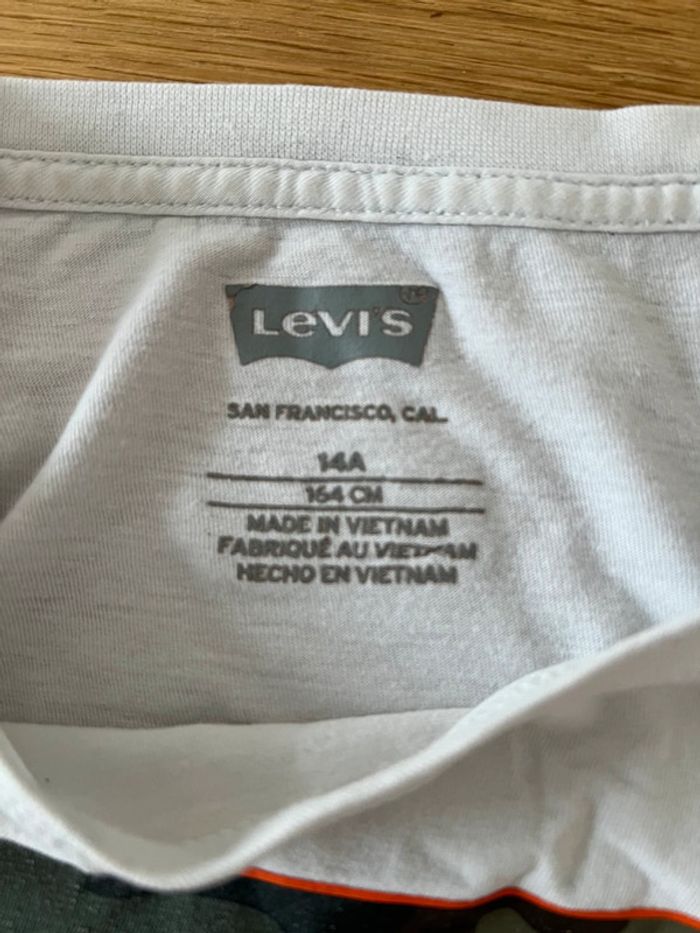 Levi's
SAN FRANCISCO, CAL.
14A
164 CM
MADE IN VIETNAM
FABRIQUÉ AU VIETNAM
HECHO EN VIETNAM